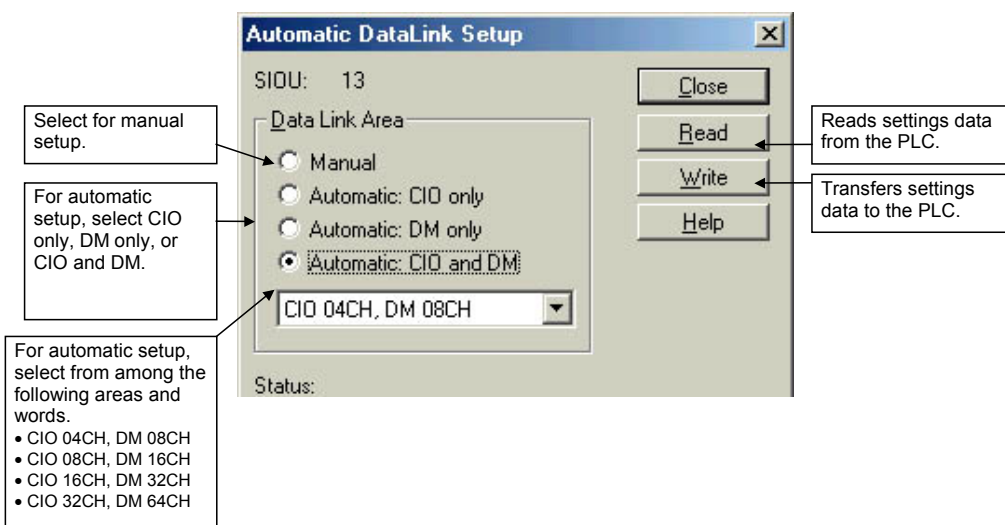 Automatic DataLink Setup
SIOU: 13
Close
Data Link Area
Read
Manual
Write
Automatic: CIO only
Automatic: DM only
Help
Automatic: CIO and DM
CIO 04CH, DM 08CH
Status:
Select for manual
setup.
For automatic
setup, select CIO
only, DM only, or
CIO and DM.
For automatic setup,
select from among the
following areas and
words.
• CIO 04CH, DM 08CH
• CIO 08CH, DM 16CH
• CIO 16CH, DM 32CH
• CIO 32CH, DM 64CH
Reads settings data
from the PLC.
Transfers settings
data to the PLC.